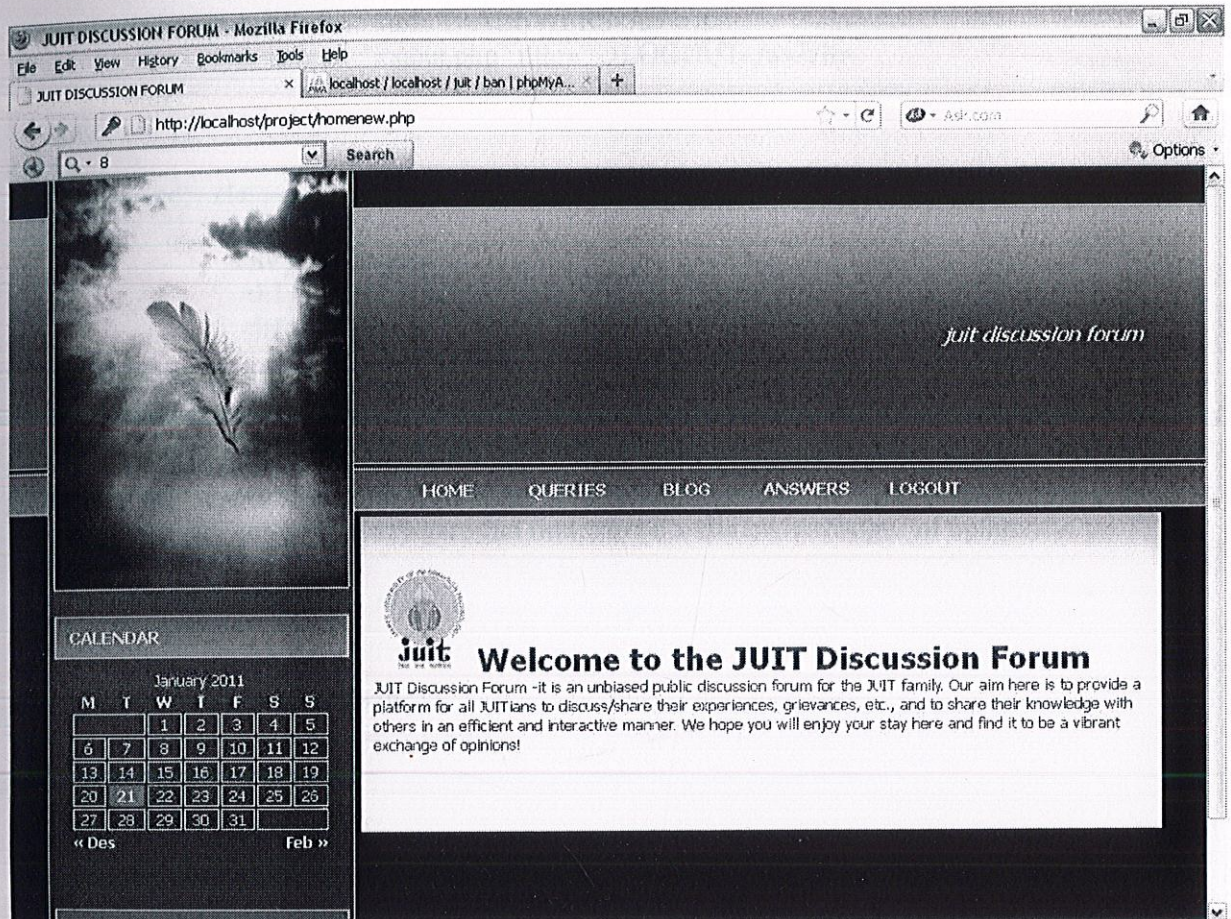 JUIT DISCUSSION FORUM - Mozilla Firefox
File Edit View History Bookmarks Tools Help
JUIT DISCUSSION FORUM × localhost / localhost / juit / ban | phpMyA... × +
http://localhost/project/homenew.php Ask.com
8 Search Options
juit discussion forum
HOME QUERIES BLOG ANSWERS LOGOUT
juit
Welcome to the JUIT Discussion Forum
JUIT Discussion Forum -it is an unbiased public discussion forum for the JUIT family. Our aim here is to provide a
platform for all JUITians to discuss/share their experiences, grievances, etc., and to share their knowledge with
others in an efficient and interactive manner. We hope you will enjoy your stay here and find it to be a vibrant
exchange of opinions!
CALENDAR
January 2011
M T W T F S S
1 2 3 4 5
6 7 8 9 10 11 12
13 14 15 16 17 18 19
20 21 22 23 24 25 26
27 28 29 30 31
« Des Feb »